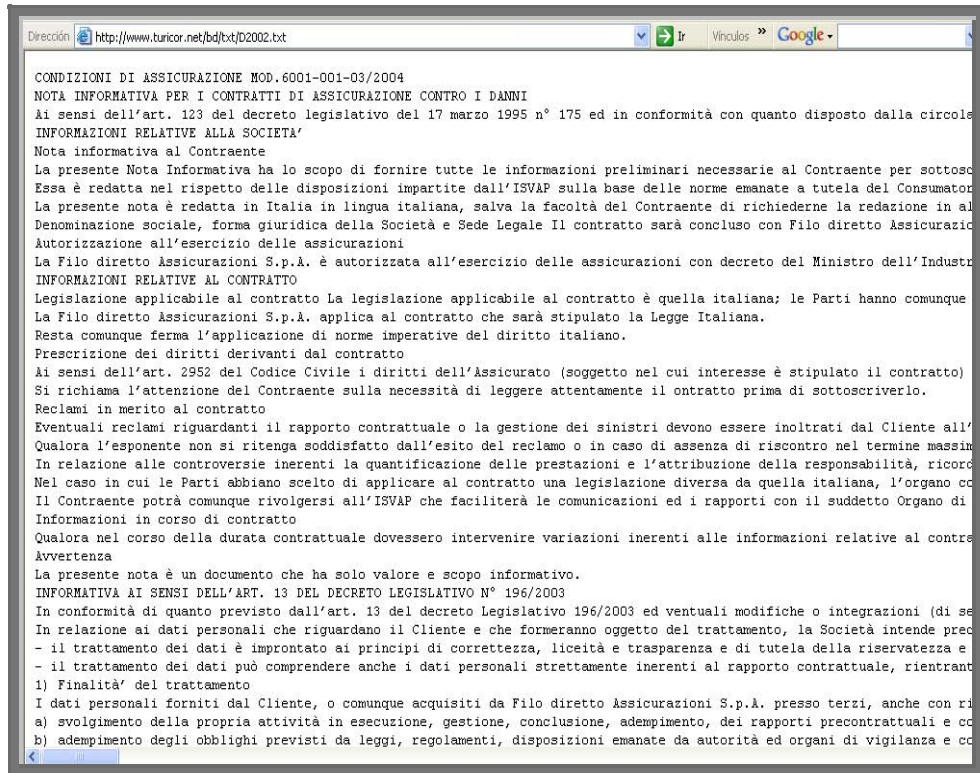 Dirección http://www.turicor.net/bd/txt/D2002.txt Ir Vínculos » Google
CONDIZIONI DI ASSICURAZIONE MOD.6001-001-03/2004
NOTA INFORMATIVA PER I CONTRATTI DI ASSICURAZIONE CONTRO I DANNI
Ai sensi dell'art. 123 del decreto legislativo del 17 marzo 1995 n° 175 ed in conformità con quanto disposto dalla circola
INFORMAZIONI RELATIVE ALLA SOCIETA'
Nota informativa al Contraente
La presente Nota Informativa ha lo scopo di fornire tutte le informazioni preliminari necessarie al Contraente per sottosc
Essa è redatta nel rispetto delle disposizioni impartite dall'ISVAP sulla base delle norme emanate a tutela del Consumator
La presente nota è redatta in Italia in lingua italiana, salva la facoltà del Contraente di richiederne la redazione in al
Denominazione sociale, forma giuridica della Società e Sede Legale Il contratto sarà concluso con Filo diretto Assicurazio
Autorizzazione all'esercizio delle assicurazioni
La Filo diretto Assicurazioni S.p.A. è autorizzata all'esercizio delle assicurazioni con decreto del Ministro dell'Industr
INFORMAZIONI RELATIVE AL CONTRATTO
Legislazione applicabile al contratto La legislazione applicabile al contratto è quella italiana; le Parti hanno comunque
La Filo diretto Assicurazioni S.p.A. applica al contratto che sarà stipulato la Legge Italiana.
Resta comunque ferma l'applicazione di norme imperative del diritto italiano.
Prescrizione dei diritti derivanti dal contratto
Ai sensi dell'art. 2952 del Codice Civile i diritti dell'Assicurato (soggetto nel cui interesse è stipulato il contratto)
Si richiama l'attenzione del Contraente sulla necessità di leggere attentamente il ontratto prima di sottoscriverlo.
Reclami in merito al contratto
Eventuali reclami riguardanti il rapporto contrattuale o la gestione dei sinistri devono essere inoltrati dal Cliente all'
Qualora l'esponente non si ritenga soddisfatto dall'esito del reclamo o in caso di assenza di riscontro nel termine massim
In relazione alle controversie inerenti la quantificazione delle prestazioni e l'attribuzione della responsabilità, ricord
Nel caso in cui le Parti abbiano scelto di applicare al contratto una legislazione diversa da quella italiana, l'organo co
Il Contraente potrà comunque rivolgersi all'ISVAP che faciliterà le comunicazioni ed i rapporti con il suddetto Organo di
Informazioni in corso di contratto
Qualora nel corso della durata contrattuale dovessero intervenire variazioni inerenti alle informazioni relative al contra
Avvertenza
La presente nota è un documento che ha solo valore e scopo informativo.
INFORMATIVA AI SENSI DELL'ART. 13 DEL DECRETO LEGISLATIVO N° 196/2003
In conformità di quanto previsto dall'art. 13 del decreto Legislativo 196/2003 ed ventuali modifiche o integrazioni (di se
In relazione ai dati personali che riguardano il Cliente e che formeranno oggetto del trattamento, la Società intende prec
- il trattamento dei dati è improntato ai principi di correttezza, liceità e trasparenza e di tutela della riservatezza e
- il trattamento dei dati può comprendere anche i dati personali strettamente inerenti al rapporto contrattuale, rientrant
1) Finalità' del trattamento
I dati personali forniti dal Cliente, o comunque acquisiti da Filo diretto Assicurazioni S.p.A. presso terzi, anche con ri
a) svolgimento della propria attività in esecuzione, gestione, conclusione, adempimento, dei rapporti precontrattuali e co
b) adempimento degli obblighi previsti da leggi, regolamenti, disposizioni emanate da autorità ed organi di vigilanza e co